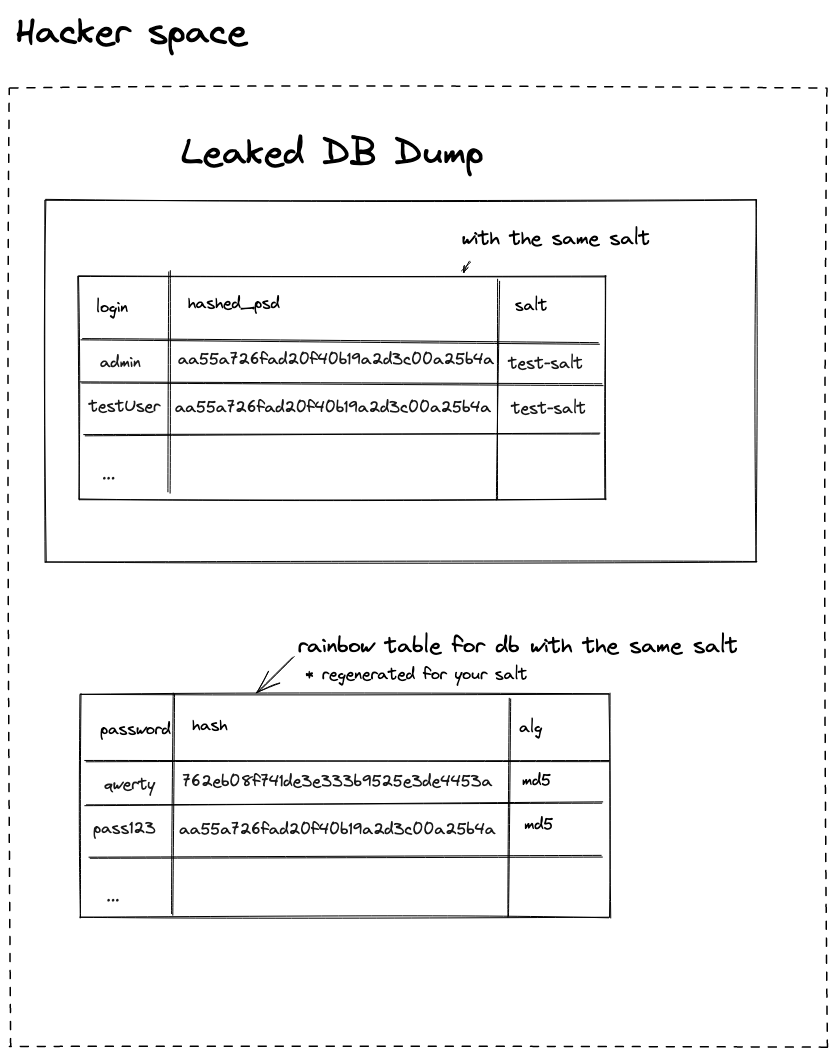 Hacker space
Leaked DB Dump
with the same salt
login hashed_psd salt
admin aa55a726fad20f40b19a2d3c00a25b4a test-salt
testUser aa55a726fad20f40b19a2d3c00a25b4a test-salt
...
rainbow table for db with the same salt
* regenerated for your salt
password hash alg
qwerty 762eb08f741de3e333b9525e3de4453a md5
pass123 aa55a726fad20f40b19a2d3c00a25b4a md5
...